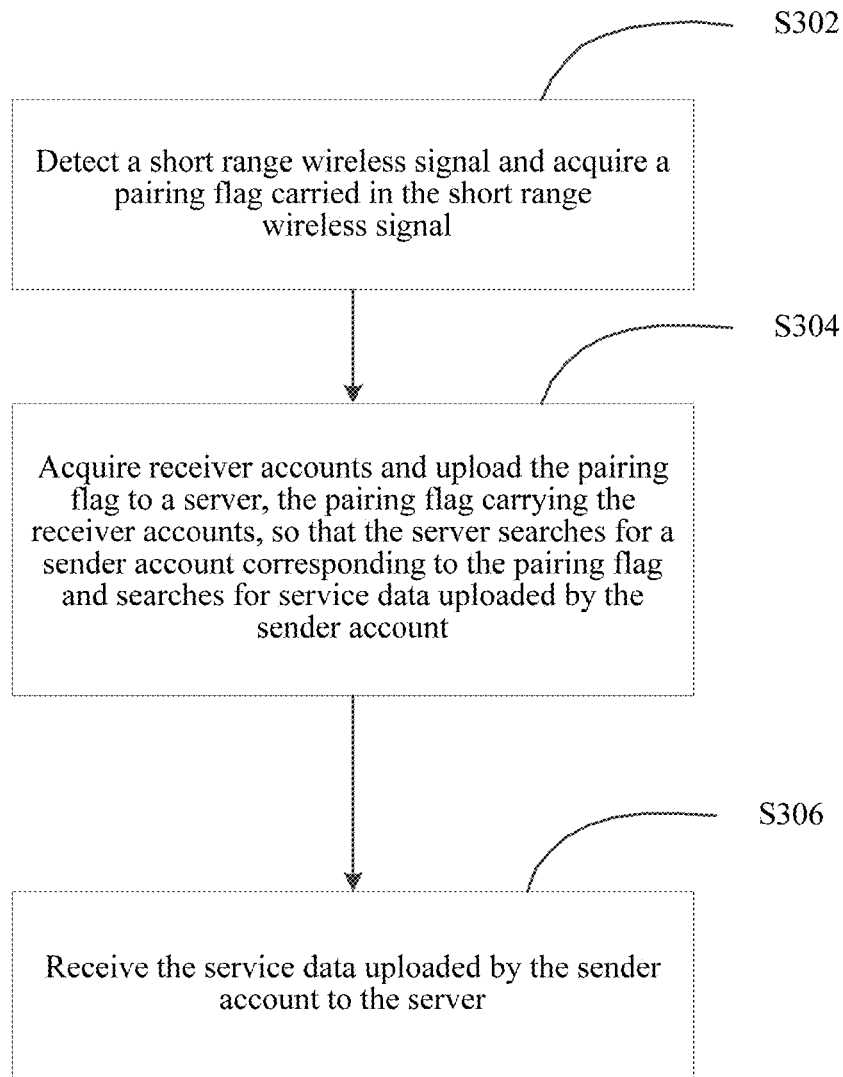 S302
Detect a short range wireless signal and acquire a
pairing flag carried in the short range
wireless signal
S304
Acquire receiver accounts and upload the pairing
flag to a server, the pairing flag carrying the
receiver accounts, so that the server searches for a
sender account corresponding to the pairing flag
and searches for service data uploaded by the
sender account
S306
Receive the service data uploaded by the sender
account to the server